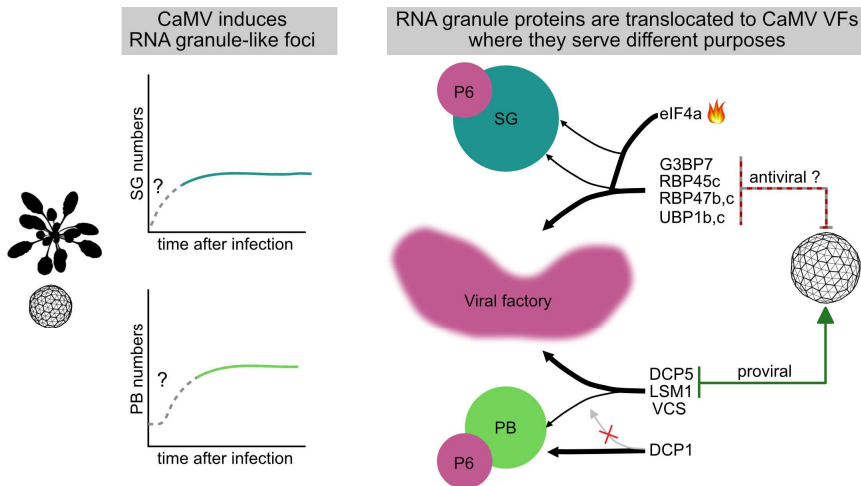 CaMV induces
RNA granule-like foci
SG numbers
?
time after infection
PB numbers
?
time after infection
RNA granule proteins are translocated to CaMV VFs
where they serve different purposes
P6
SG
eIF4a
G3BP7
RBP45c
RBP47b,c
UBP1b,c
antiviral ?
Viral factory
DCP5
LSM1
VCS
proviral
PB
P6
DCP1